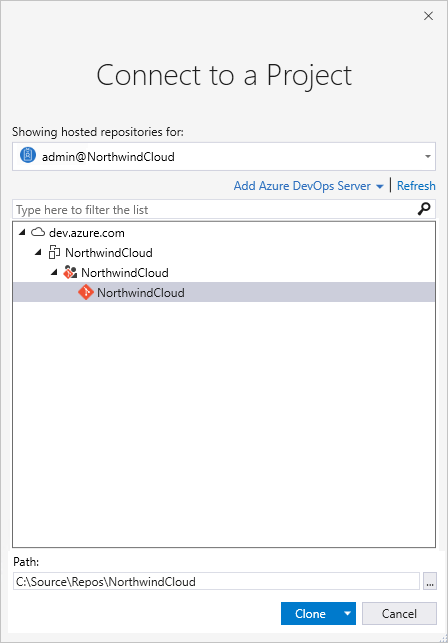 Connect to a Project
Showing hosted repositories for:
admin@NorthwindCloud
Add Azure DevOps Server | Refresh
Type here to filter the list
dev.azure.com
NorthwindCloud
NorthwindCloud
NorthwindCloud
Path:
C:\Source\Repos\NorthwindCloud
...
Clone Cancel